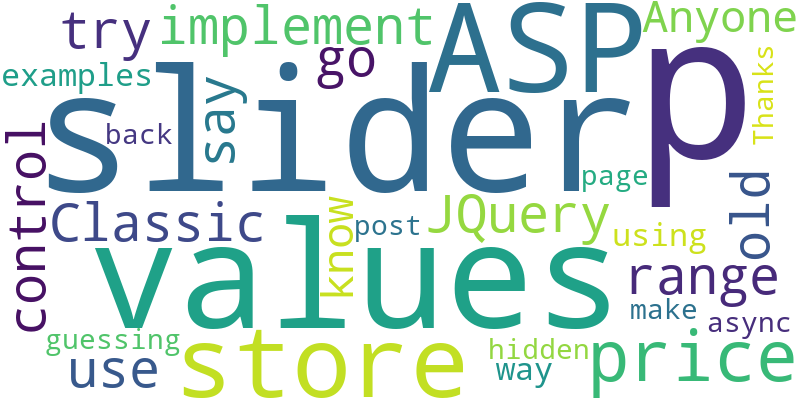 try
implement
ASP
Anyone
go
p
examples
slider
say
Thanks
back
control
page
old
Classic
know
post
JQuery
using
values
range
make
async
guessing
use
store
hidden
way
price